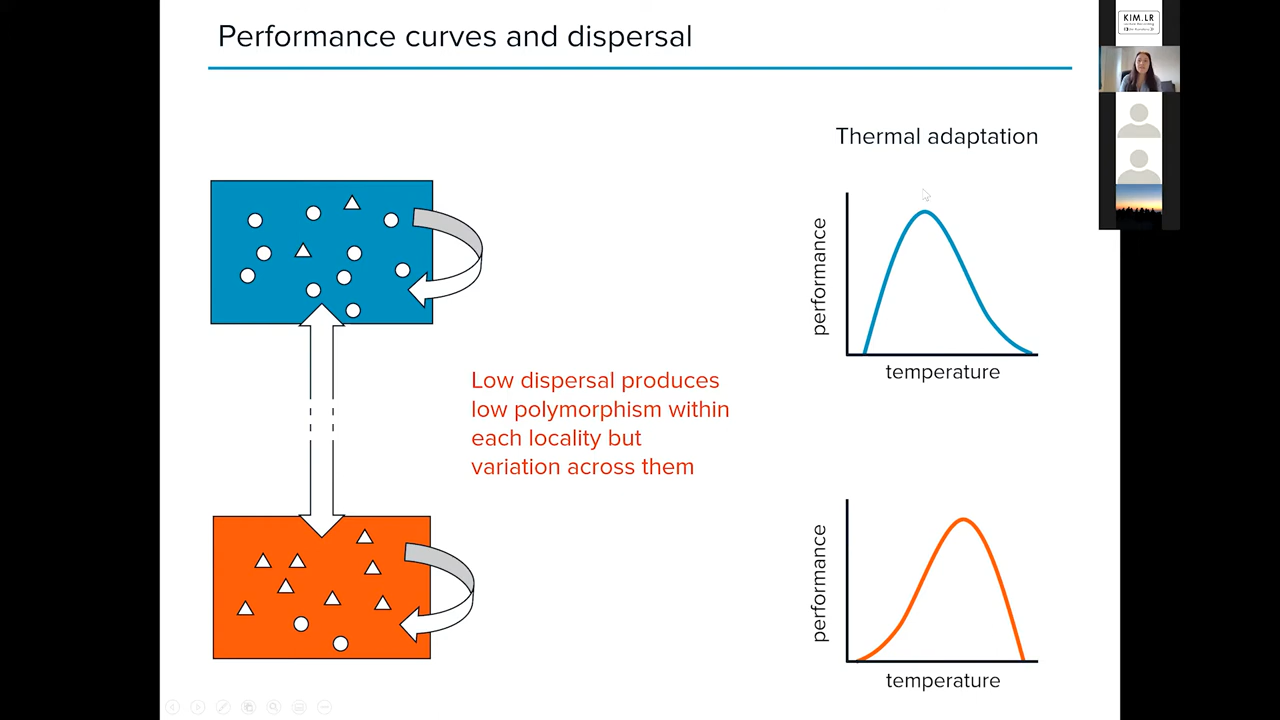 Performance curves and dispersal
KIM.LR
Thermal adaptation
performance
temperature
Low dispersal produces
low polymorphism within
each locality but
variation across them
performance
temperature